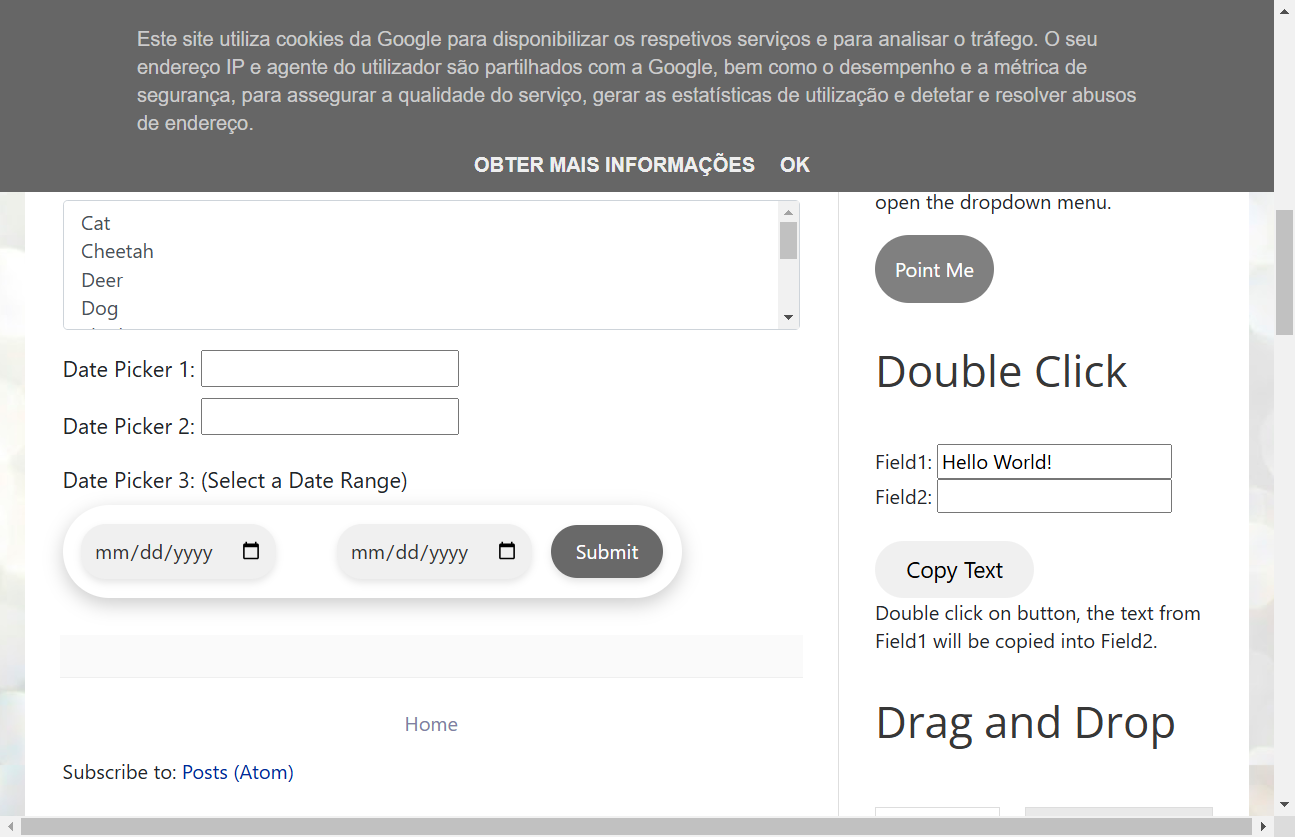 Este site utiliza cookies da Google para disponibilizar os respetivos serviços e para analisar o tráfego. O seu
endereço IP e agente do utilizador são partilhados com a Google, bem como o desempenho e a métrica de
segurança, para assegurar a qualidade do serviço, gerar as estatísticas de utilização e detetar e resolver abusos
de endereço.
OBTER MAIS INFORMAÇÕES OK
Cat
Cheetah
Deer
Dog
Date Picker 1:
Date Picker 2:
Date Picker 3: (Select a Date Range)
mm/dd/yyyy mm/dd/yyyy Submit
Home
Subscribe to: Posts (Atom)
open the dropdown menu.
Point Me
Double Click
Field1: Hello World!
Field2:
Copy Text
Double click on button, the text from
Field1 will be copied into Field2.
Drag and Drop